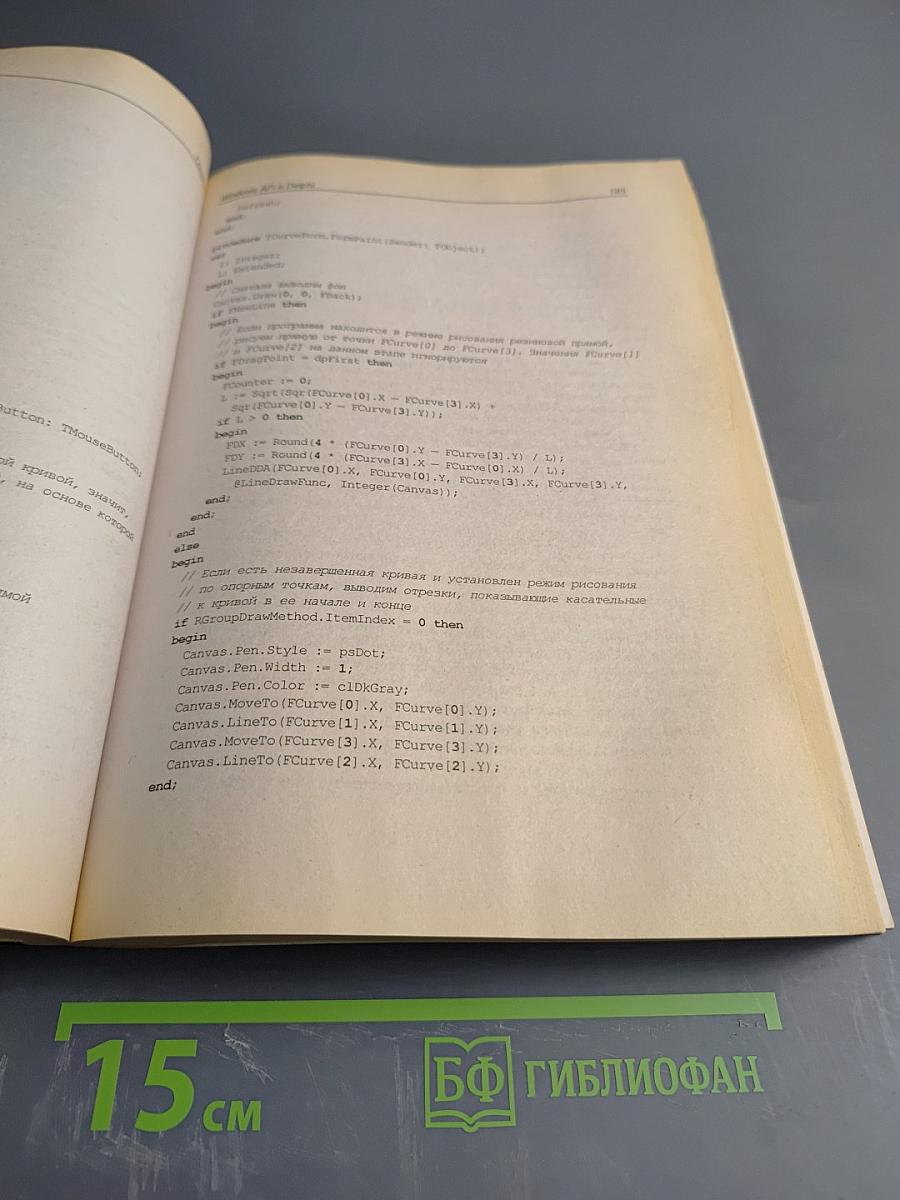 Button: TMouseButton;
ой кривой, значит,
, на основе которой
ямой
Windows API и Delphi
end;
end;
procedure TCurveForm.FormPaint(Sender: TObject);
var
I: Integer;
L: Extended;
begin
// Сначала выводим фон
Canvas.Draw(0, 0, FBack);
if FNewLine then
begin
// Если программа находится в режиме рисования резиновой прямой,
// рисуем прямую от точки FCurve[0] до FCurve[3]. Значения FCurve[1]
// и FCurve[2] на данном этапе игнорируются
if FDragPoint = dpFirst then
begin
FCounter := 0;
L := Sqrt(Sqr(FCurve[0].X — FCurve[3].X) +
Sqr(FCurve[0].Y — FCurve[3].Y));
if L > 0 then
begin
FDX := Round(4 * (FCurve[0].Y — FCurve[3].Y) / L);
FDY := Round(4 * (FCurve[3].X — FCurve[0].X) / L);
LineDDA(FCurve[0].X, FCurve[0].Y, FCurve[3].X, FCurve[3].Y,
@LineDrawFunc, Integer(Canvas));
end;
end;
end
else
begin
// Если есть незавершенная кривая и установлен режим рисования
// по опорным точкам, выводим отрезки, показывающие касательные
// к кривой в ее начале и конце
if RGroupDrawMethod.ItemIndex = 0 then
begin
Canvas.Pen.Style := psDot;
Canvas.Pen.Width := 1;
Canvas.Pen.Color := clDkGray;
Canvas.MoveTo(FCurve[0].X, FCurve[0].Y);
Canvas.LineTo(FCurve[1].X, FCurve[1].Y);
Canvas.MoveTo(FCurve[3].X, FCurve[3].Y);
Canvas.LineTo(FCurve[2].X, FCurve[2].Y);
end;
15 см
БФ ГИБЛИОФАН